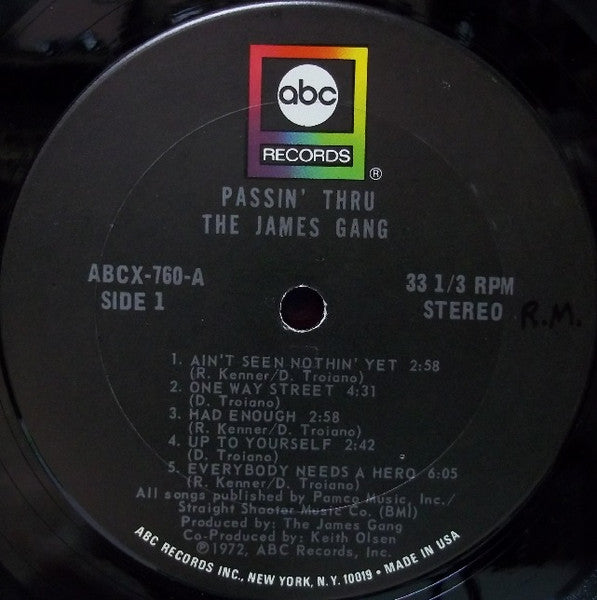 abc
RECORDS
®
PASSIN' THRU
THE JAMES GANG
ABCX-760-A
SIDE 1
33 1/3 RPM
STEREO
R.M.
1. AIN'T SEEN NOTHIN' YET 2:58
(R. Kenner/D. Troiano)
2. ONE WAY STREET 4:31
(D. Troiano)
3. HAD ENOUGH 2:58
(R. Kenner/D. Troiano)
4. UP TO YOURSELF 2:42
(D. Troiano)
5. EVERYBODY NEEDS A HERO 6:05
(R. Kenner/D. Troiano)
All songs published by Pamco Music, Inc./
Straight Shooter Music Co. (BMI)
Produced by: The James Gang
Co-Produced by: Keith Olsen
℗1972, ABC Records, Inc.
ABC RECORDS INC., NEW YORK, N.Y. 10019 • MADE IN USA